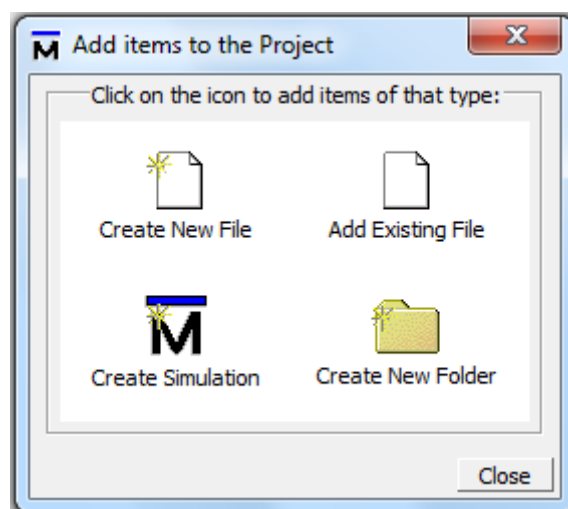 Add items to the Project
Click on the icon to add items of that type:
Create New File
Add Existing File
Create Simulation
Create New Folder
Close